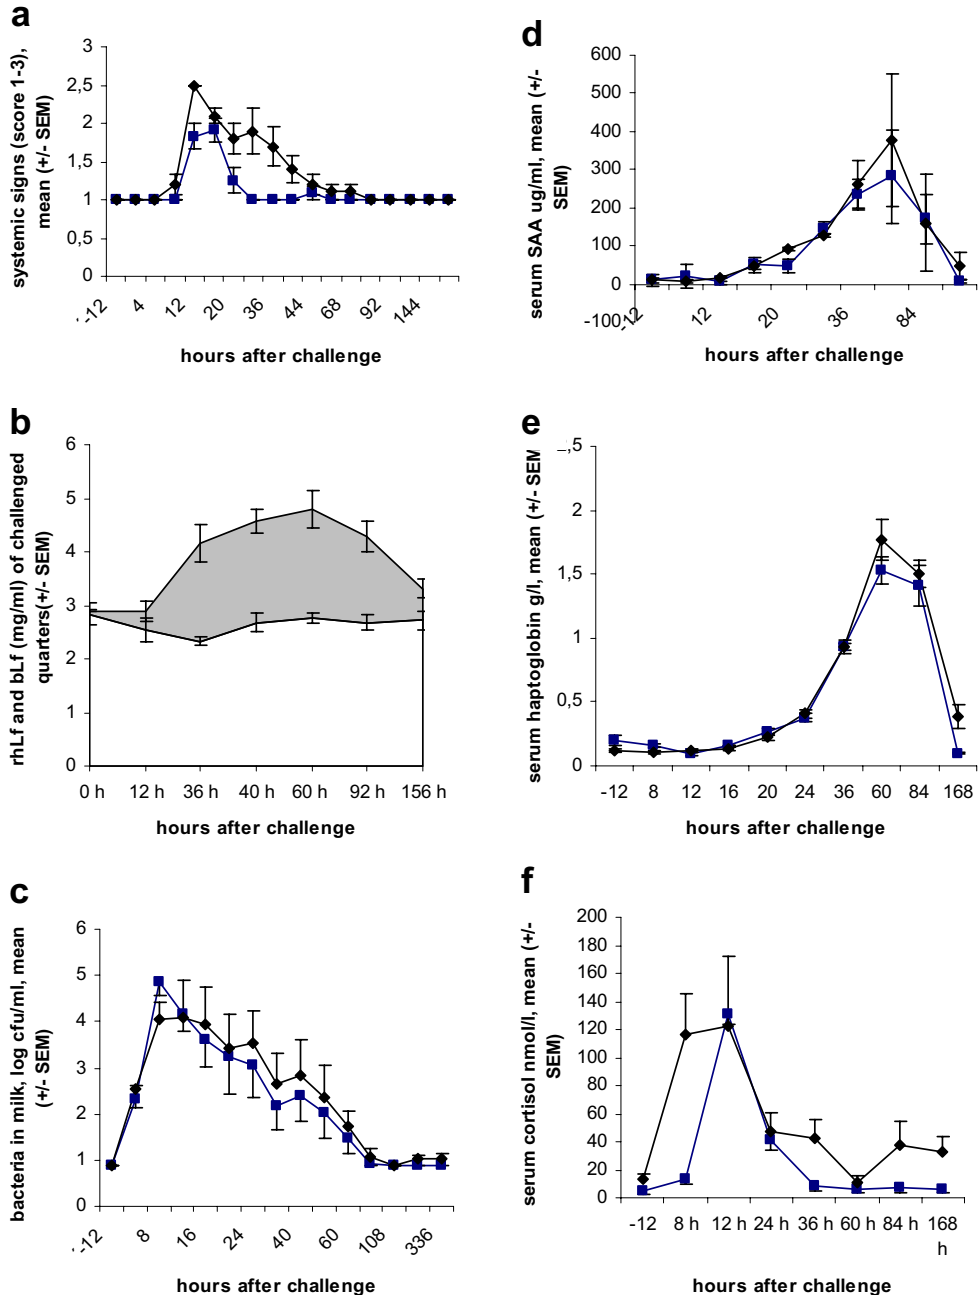 a
systemic signs (score 1-3),
mean (+/- SEM)
3
2,5
2
1,5
1
0,5
0
-12
4
12
20
36
44
68
92
144
hours after challenge
b
rhLf and bLf (mg/ml) of challenged
quarters(+/- SEM)
6
5
4
3
2
1
0
0 h
12 h
36 h
40 h
60 h
92 h
156 h
hours after challenge
c
bacteria in milk, log cfu/ml, mean
(+/- SEM)
6
5
4
3
2
1
0
-12
8
16
24
40
60
108
336
hours after challenge
d
serum SAA ug/ml, mean (+/-
SEM)
600
500
400
300
200
100
0
-100
-12
12
20
36
84
hours after challenge
e
serum haptoglobin g/l, mean (+/- SEM
,5
2
1,5
1
0,5
0
-12
8
12
16
20
24
36
60
84
168
hours after challenge
f
serum cortisol nmol/l, mean (+/-
SEM)
200
180
160
140
120
100
80
60
40
20
0
-12
8 h
12 h
24 h
36 h
60 h
84 h
168
h
hours after challenge